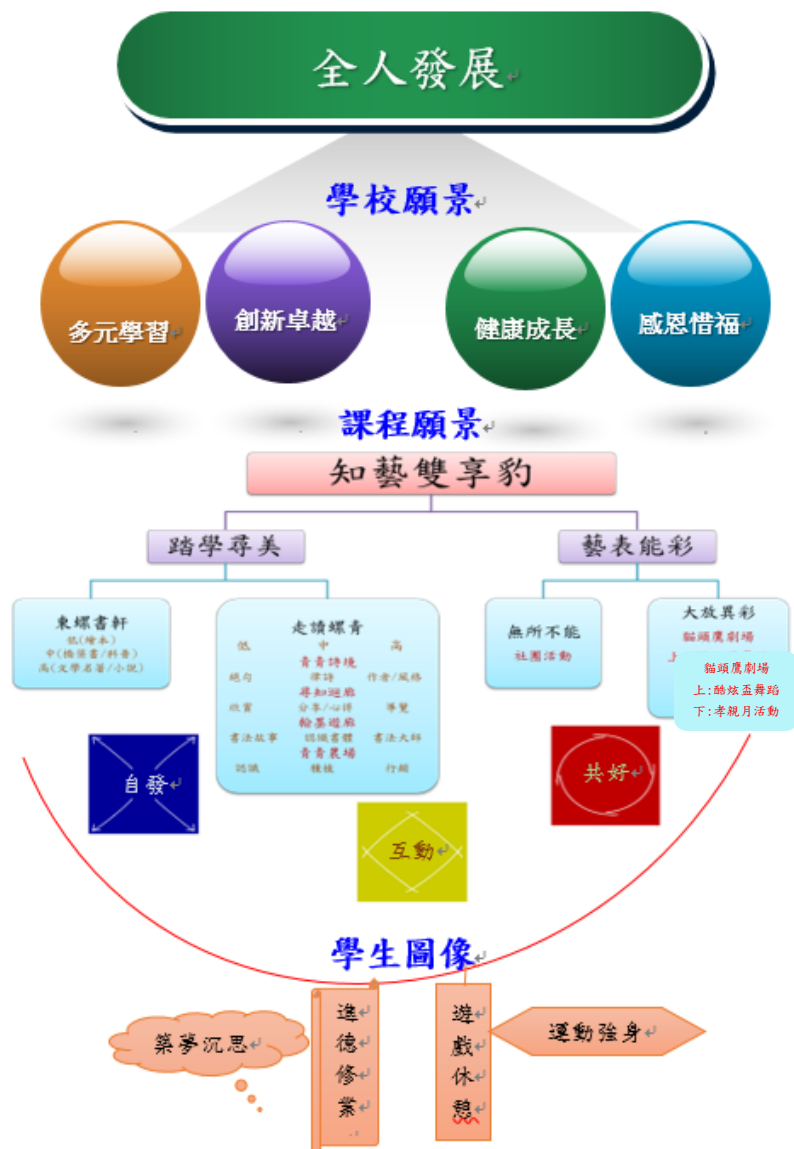 全人發展
學校願景
多元學習
創新卓越
健康成長
感恩惜福
課程願景
知藝雙享豹
踏學尋美
藝表能彩
東螺書軒
低(繪本)
中(橋梁書/科普)
高(文學名著/小說)
走讀螺青
低 中 高
青青詩境
絕句 律詩 作者/風格
尋知迴廊
欣賞 分享/心得 導覽
翰墨遊廊
書法故事 認識書體 書法大師
青青農場
認識 種植 行銷
無所不能
社團活動
大放異彩
貓頭鷹劇場
上
貓頭鷹劇場
上:酷炫盃舞蹈
下:孝親月活動
自發
互動
共好
學生圖像
築夢沉思
進德修業
遊戲休憩
運動強身